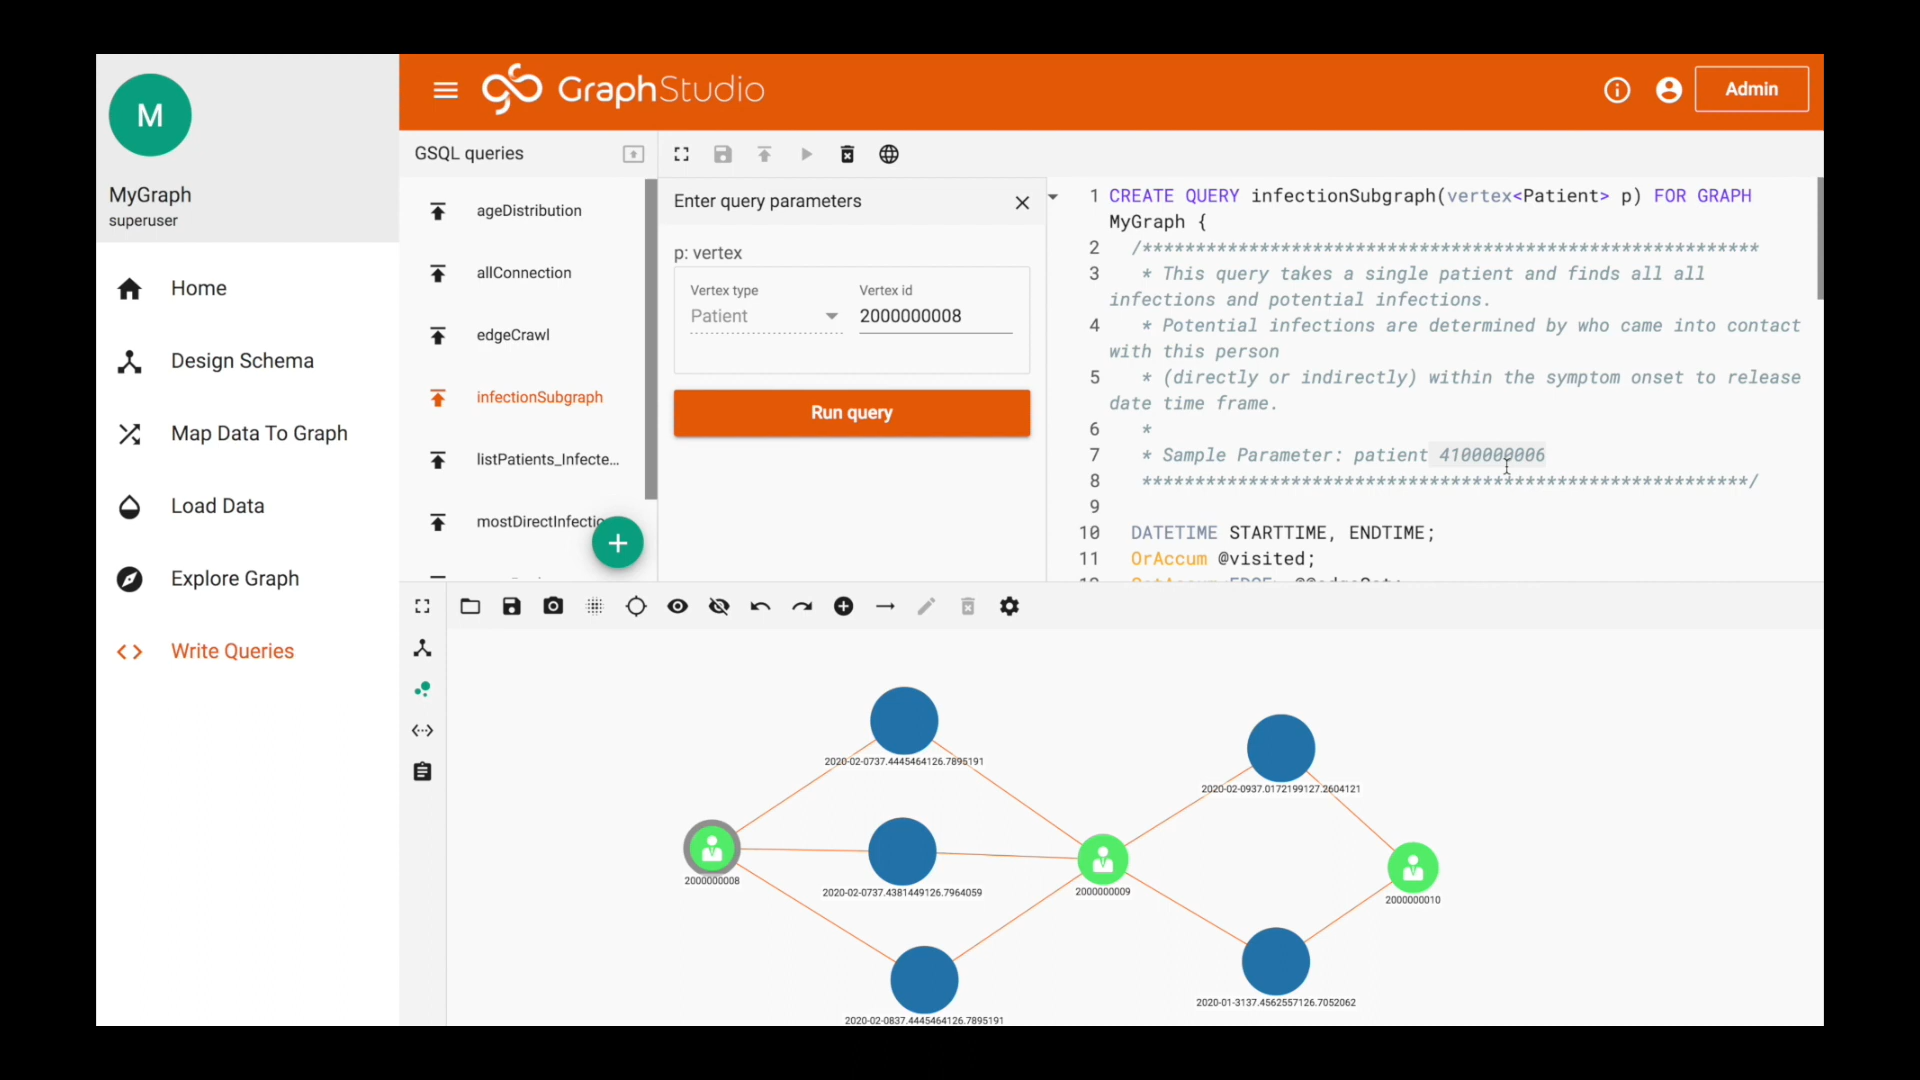 M
MyGraph
superuser
Home
Design Schema
Map Data To Graph
Load Data
Explore Graph
Write Queries
GraphStudio
Admin
GSQL queries
ageDistribution
allConnection
edgeCrawl
infectionSubgraph
listPatients_Infecte...
mostDirectInfectio
+
Enter query parameters
p: vertex
Vertex type
Vertex id
Patient
2000000008
Run query
1 CREATE QUERY infectionSubgraph(vertex<Patient> p) FOR GRAPH
MyGraph {
2 /**********************************************************
3 * This query takes a single patient and finds all all
infections and potential infections.
4 * Potential infections are determined by who came into contact
with this person
5 * (directly or indirectly) within the symptom onset to release
date time frame.
6 *
7 * Sample Parameter: patient 4100000006
8 *********************************************************/
9
10 DATETIME STARTTIME, ENDTIME;
11 OrAccum @visited;
2020-02-0737.4445464126.7895191
2020-02-0937.0172199127.2604121
2000000008
2020-02-0737.4381449126.7964059
2000000009
2000000010
2020-01-3137.4562557126.7052062
2020-02-0837.4445464126.7895191